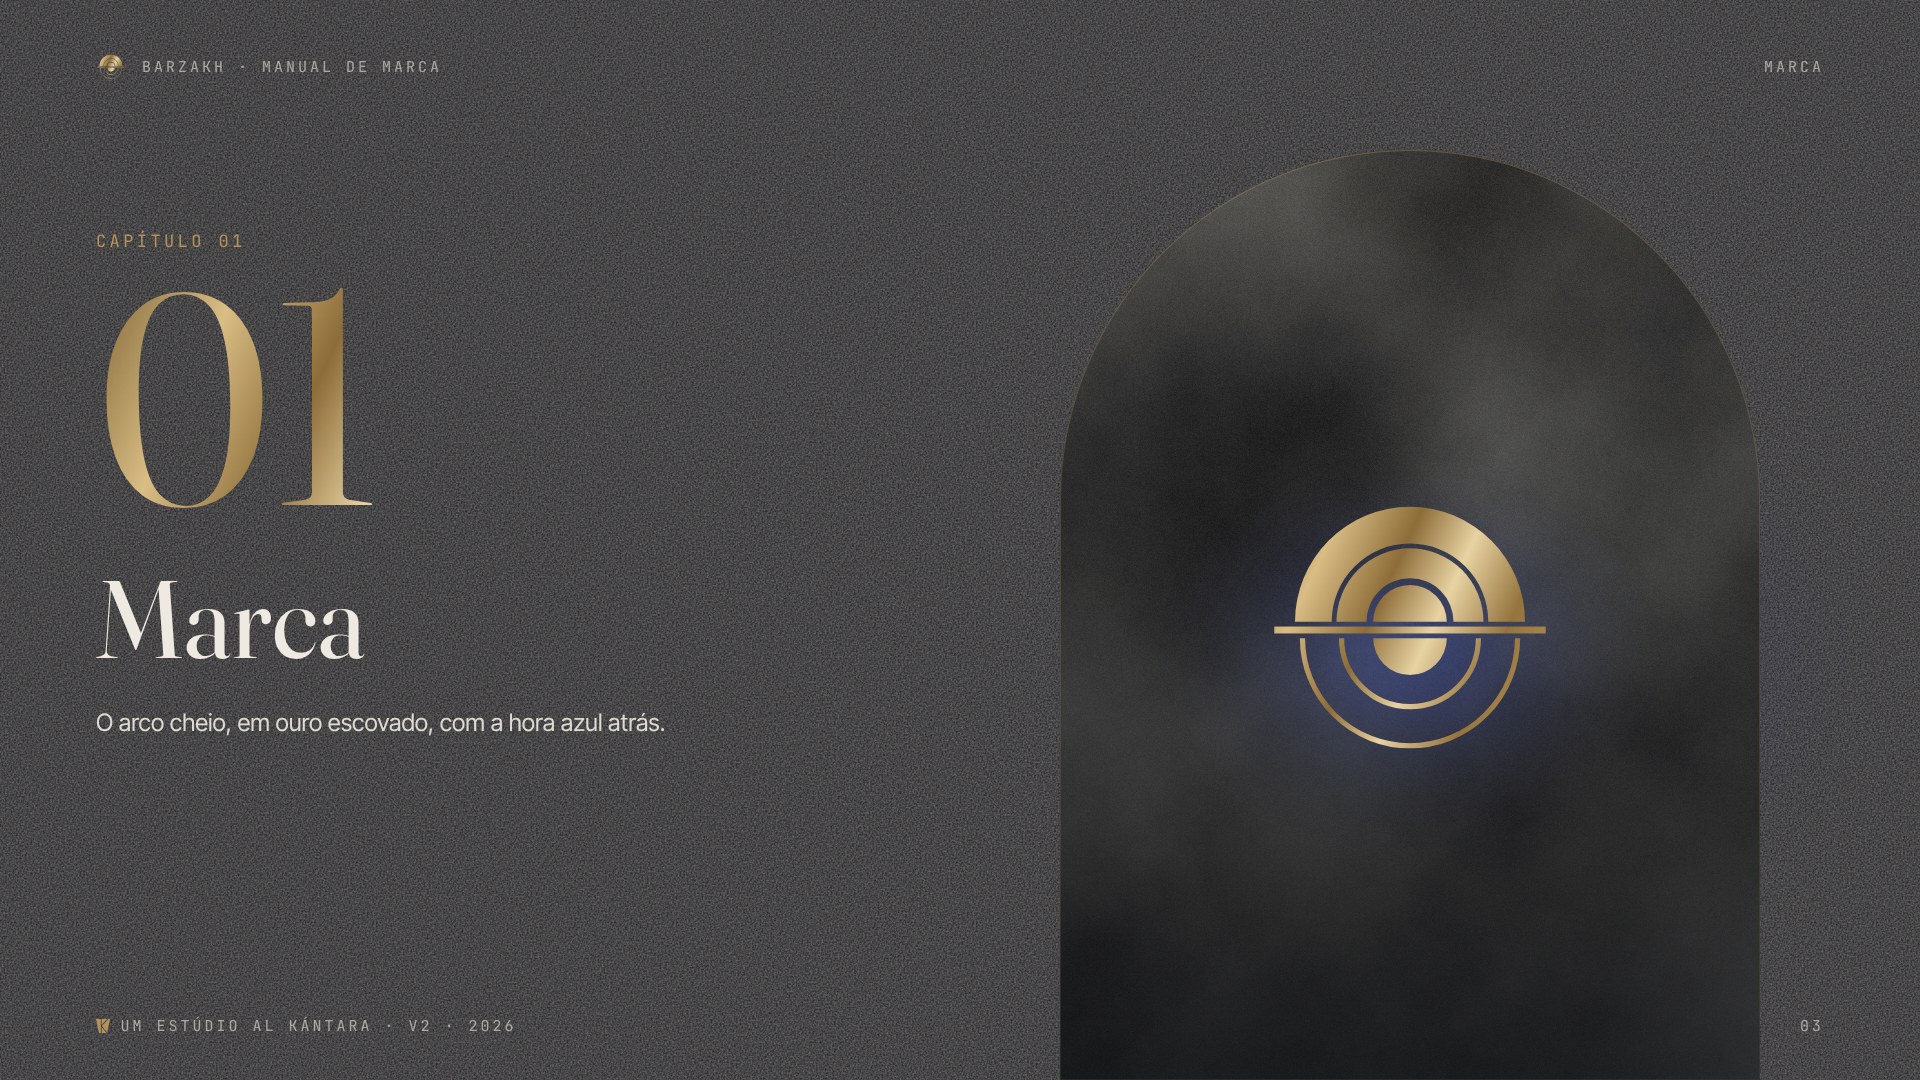 BARZAKH · MANUAL DE MARCA
MARCA
CAPÍTULO 01
01
Marca
O arco cheio, em ouro escovado, com a hora azul atrás.
UM ESTÚDIO AL KÁNTARA · V2 · 2026
03